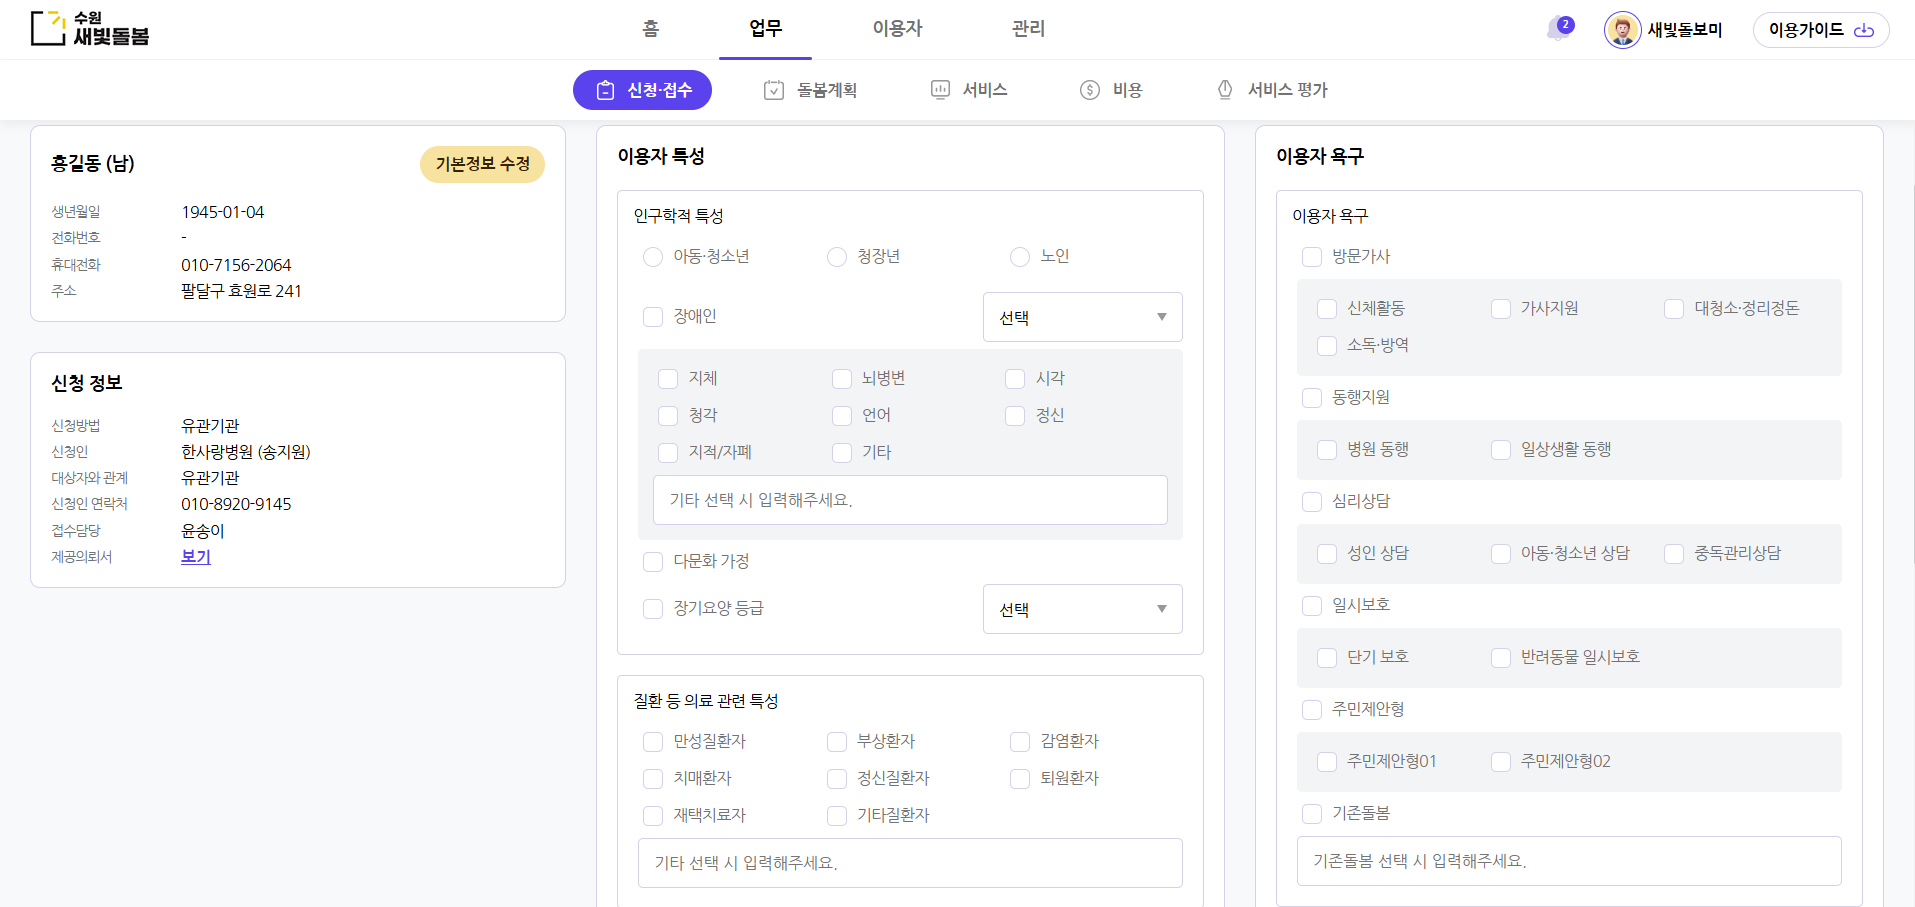 수원
새빛돌봄
홈
업무
이용자
관리
2
새빛돌보미
이용가이드
신청·접수
돌봄계획
서비스
비용
서비스 평가
홍길동 (남)
기본정보 수정
생년월일 1945-01-04
전화번호 -
휴대전화 010-7156-2064
주소 팔달구 효원로 241
신청 정보
신청방법 유관기관
신청인 한사랑병원 (송지원)
대상자와 관계 유관기관
신청인 연락처 010-8920-9145
접수담당 윤송이
제공의뢰서 보기
이용자 특성
인구학적 특성
아동·청소년 청장년 노인
장애인 선택
지체 뇌병변 시각
청각 언어 정신
지적/자폐 기타
기타 선택 시 입력해주세요.
다문화 가정
장기요양 등급 선택
질환 등 의료 관련 특성
만성질환자 부상환자 감염환자
치매환자 정신질환자 퇴원환자
재택치료자 기타질환자
기타 선택 시 입력해주세요.
이용자 욕구
이용자 욕구
방문가사
신체활동 가사지원 대청소·정리정돈
소독·방역
동행지원
병원 동행 일상생활 동행
심리상담
성인 상담 아동·청소년 상담 중독관리상담
일시보호
단기 보호 반려동물 일시보호
주민제안형
주민제안형01 주민제안형02
기존돌봄
기존돌봄 선택 시 입력해주세요.